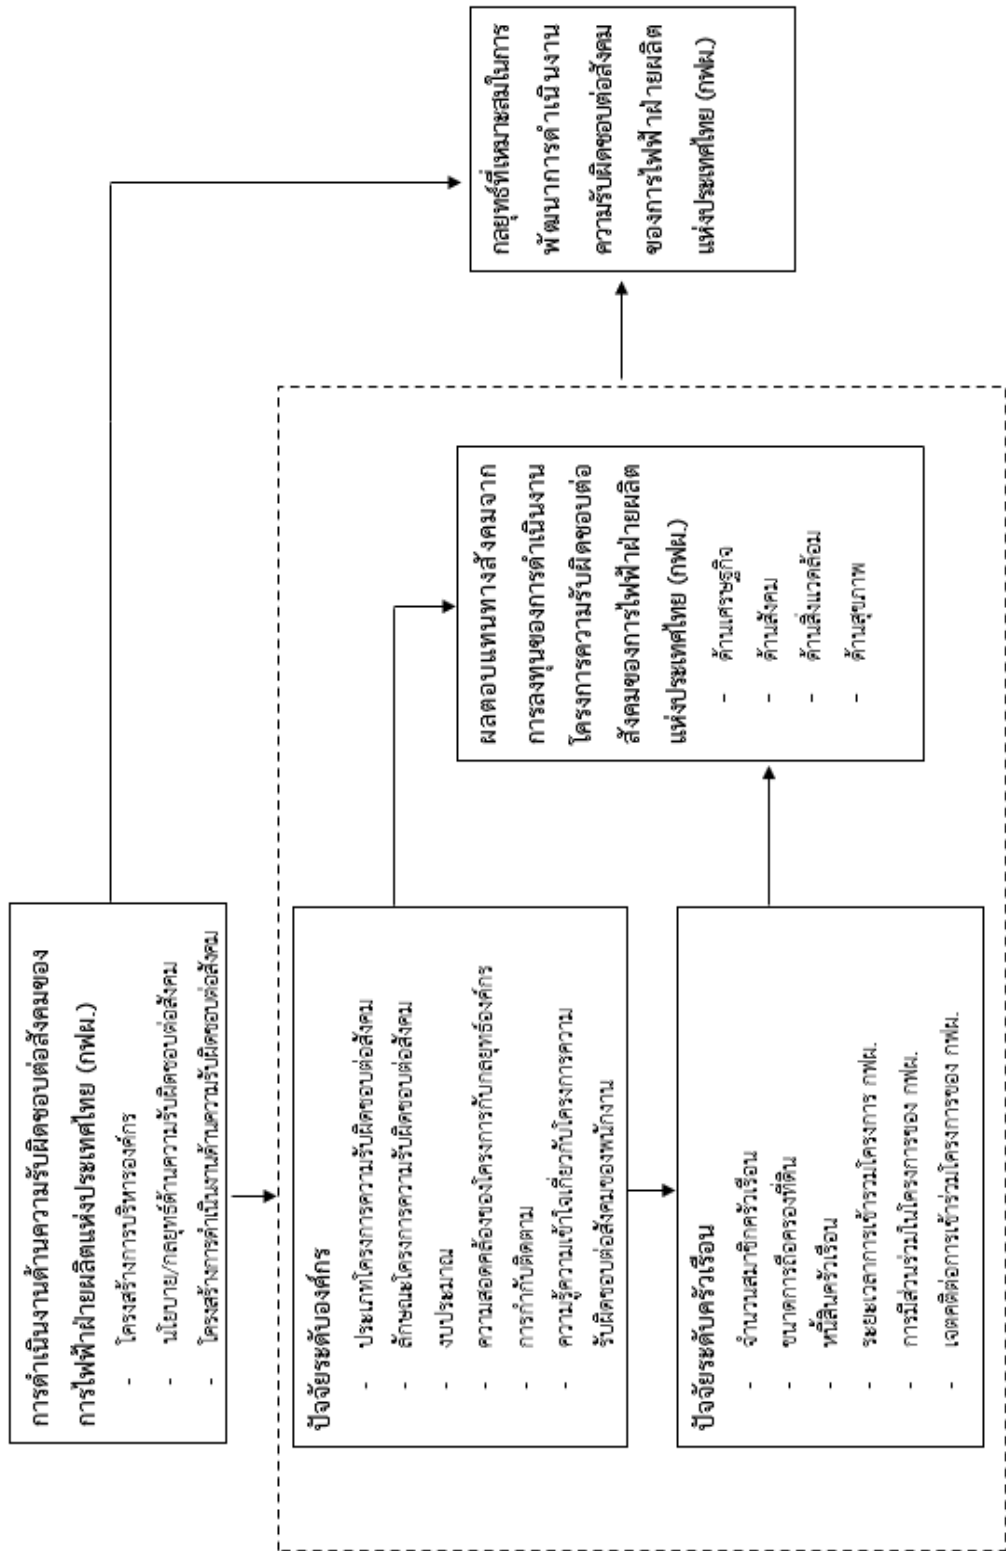 การดำเนินงานด้านความรับผิดชอบต่อสังคมของ
การไฟฟ้าฝ่ายผลิตแห่งประเทศไทย (กฟผ.)
- โครงสร้างการบริหารองค์กร
- นโยบาย/กลยุทธ์ด้านความรับผิดชอบต่อสังคม
- โครงสร้างการดำเนินงานด้านความรับผิดชอบต่อสังคม
ปัจจัยระดับองค์กร
- ประเภทโครงการความรับผิดชอบต่อสังคม
- ลักษณะโครงการความรับผิดชอบต่อสังคม
- งบประมาณ
- ความสอดคล้องของโครงการกับกลยุทธ์องค์กร
- การกำกับติดตาม
- ความรู้ความเข้าใจเกี่ยวกับโครงการความ
รับผิดชอบต่อสังคมของพนักงาน
ปัจจัยระดับครัวเรือน
- จำนวนสมาชิกครัวเรือน
- ขนาดการถือครองที่ดิน
- หนี้สินครัวเรือน
- ระยะเวลาการเข้าร่วมโครงการ กฟผ.
- การมีส่วนร่วมในโครงการของ กฟผ.
- เจตคติต่อการเข้าร่วมโครงการของ กฟผ.
ผลตอบแทนทางสังคมจาก
การลงทุนของการดำเนินงาน
โครงการความรับผิดชอบต่อ
สังคมของการไฟฟ้าฝ่ายผลิต
แห่งประเทศไทย (กฟผ.)
- ด้านเศรษฐกิจ
- ด้านสังคม
- ด้านสิ่งแวดล้อม
- ด้านสุขภาพ
กลยุทธ์ที่เหมาะสมในการ
พัฒนาการดำเนินงาน
ความรับผิดชอบต่อสังคม
ของการไฟฟ้าฝ่ายผลิต
แห่งประเทศไทย (กฟผ.)